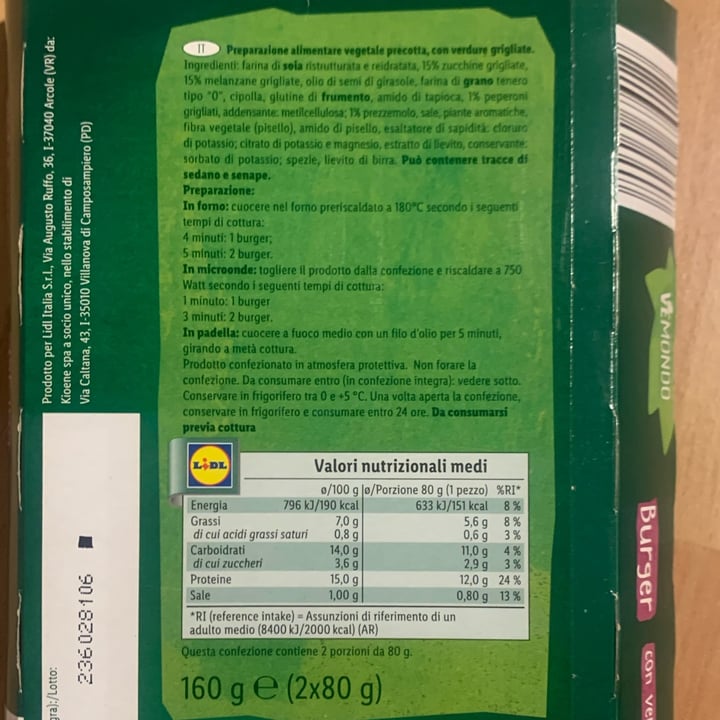 IT Preparazione alimentare vegetale precotta, con verdure grigliate.
Ingredienti: farina di soia ristrutturata e reidratata, 15% zucchine grigliate,
15% melanzane grigliate, olio di semi di girasole, farina di grano tenero
tipo "0", cipolla, glutine di frumento, amido di tapioca, 1% peperoni
grigliati, addensante: metilcellulosa; 1% prezzemolo, sale, piante aromatiche,
fibra vegetale (pisello), amido di pisello, esaltatore di sapidità: cloruro
di potassio; citrato di potassio e magnesio, estratto di lievito, conservante:
sorbato di potassio; spezie, lievito di birra. Può contenere tracce di
sedano e senape.
Preparazione:
In forno: cuocere nel forno preriscaldato a 180°C secondo i seguenti
tempi di cottura:
4 minuti: 1 burger;
5 minuti: 2 burger.
In microonde: togliere il prodotto dalla confezione e riscaldare a 750
Watt secondo i seguenti tempi di cottura:
1 minuto: 1 burger
3 minuti: 2 burger.
In padella: cuocere a fuoco medio con un filo d'olio per 5 minuti,
girando a metà cottura.
Prodotto confezionato in atmosfera protettiva. Non forare la
confezione. Da consumare entro (in confezione integra): vedere sotto.
Conservare in frigorifero tra 0 e +5 °C. Una volta aperta la confezione,
conservare in frigorifero e consumare entro 24 ore. Da consumarsi
previa cottura
LIDL
Valori nutrizionali medi
ø/100 g ø/Porzione 80 g (1 pezzo) %RI*
Energia 796 kJ/190 kcal 633 kJ/151 kcal 8 %
Grassi 7,0 g 5,6 g 8 %
di cui acidi grassi saturi 0,8 g 0,6 g 3 %
Carboidrati 14,0 g 11,0 g 4 %
di cui zuccheri 3,6 g 2,9 g 3 %
Proteine 15,0 g 12,0 g 24 %
Sale 1,00 g 0,80 g 13 %
*RI (reference intake) = Assunzioni di riferimento di un
adulto medio (8400 kJ/2000 kcal) (AR)
Questa confezione contiene 2 porzioni da 80 g.
160 g e (2x80 g)
Prodotto per Lidl Italia S.r.l., Via Augusto Ruffo, 36, I-37040 Arcole (VR) da:
Kioene spa a socio unico, nello stabilimento di
Via Caltana, 43, I-35010 Villanova di Camposampiero (PD)
gra):/Lotto:
236028106
VEMONDO
Burger
con ve